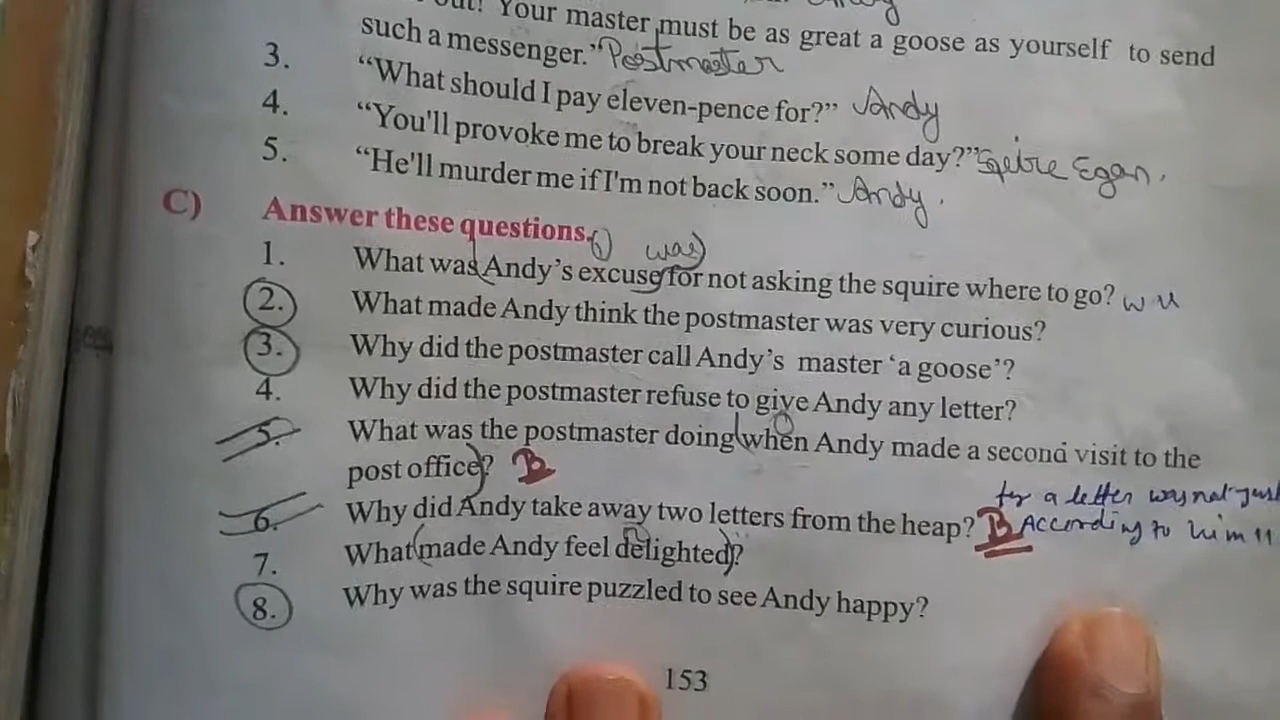 out! Your master must be as great a goose as yourself to send
such a messenger." Postmaster
3. "What should I pay eleven-pence for?" Andy
4. "You'll provoke me to break your neck some day?" Squire Egan.
5. "He'll murder me if I'm not back soon." Andy.
C) Answer these questions.
was
1. What was Andy's excuse for not asking the squire where to go?
2. What made Andy think the postmaster was very curious?
3. Why did the postmaster call Andy's master 'a goose'?
4. Why did the postmaster refuse to give Andy any letter?
5. What was the postmaster doing when Andy made a second visit to the
post office? B
for a letter was not just
6. Why did Andy take away two letters from the heap? B According to him 11
7. What made Andy feel delighted?
8. Why was the squire puzzled to see Andy happy?
153